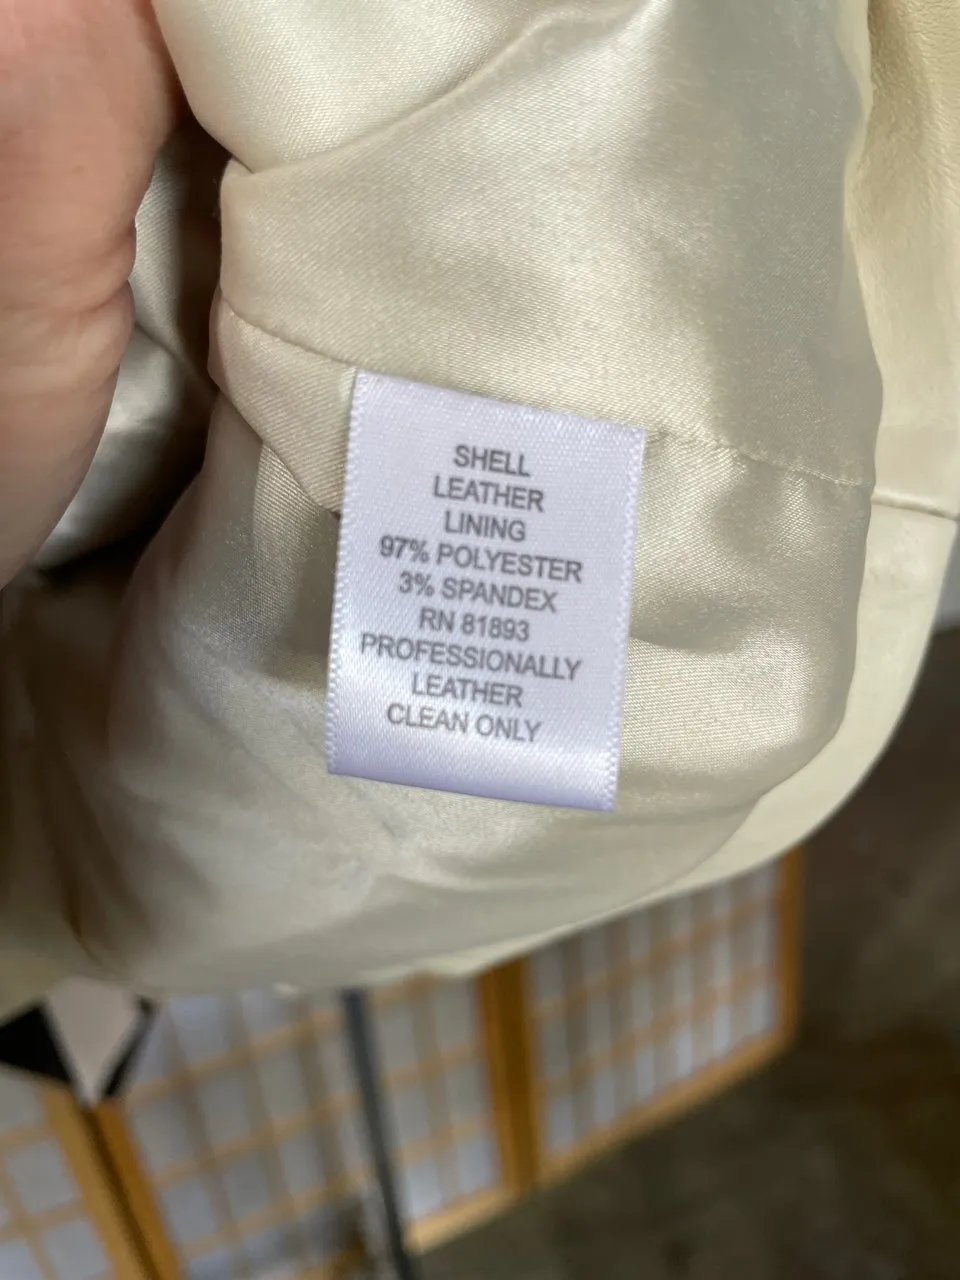 SHELL
LEATHER
LINING
97% POLYESTER
3% SPANDEX
RN 81893
PROFESSIONALLY
LEATHER
CLEAN ONLY